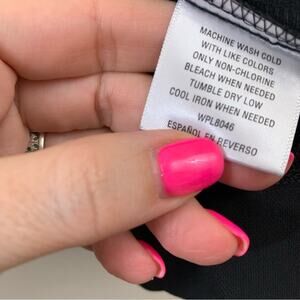 MACHINE WASH COLD
WITH LIKE COLORS
ONLY NON-CHLORINE
BLEACH WHEN NEEDED
TUMBLE DRY LOW
COOL IRON WHEN NEEDED
WPL8046
ESPAÑOL EN REVERSO